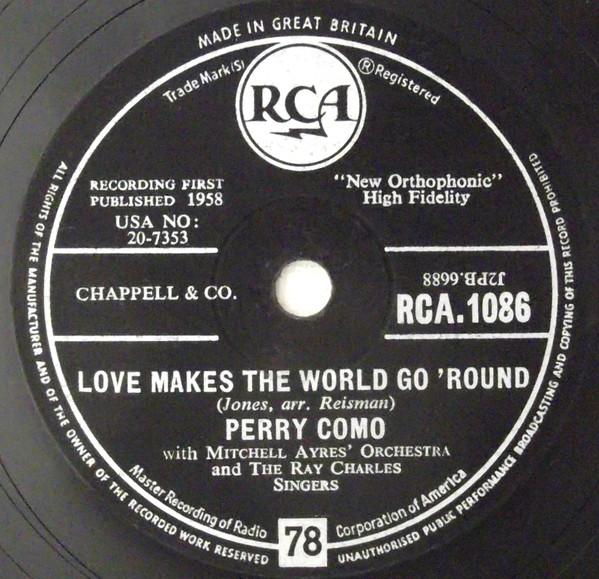 MADE IN GREAT BRITAIN
Trade Mark(S)
® Registered
RCA
RECORDING FIRST
PUBLISHED 1958
USA NO:
20-7353
"New Orthophonic"
High Fidelity
CHAPPELL & CO.
J2PB.6688
RCA.1086
LOVE MAKES THE WORLD GO 'ROUND
(Jones, arr. Reisman)
PERRY COMO
with MITCHELL AYRES' ORCHESTRA
and THE RAY CHARLES
SINGERS
Master Recording of Radio Corporation of America
78
ALL RIGHTS OF THE MANUFACTURER AND OF THE OWNER OF THE RECORDED WORK RESERVED
UNAUTHORISED PUBLIC PERFORMANCE BROADCASTING AND COPYING OF THIS RECORD PROHIBITED